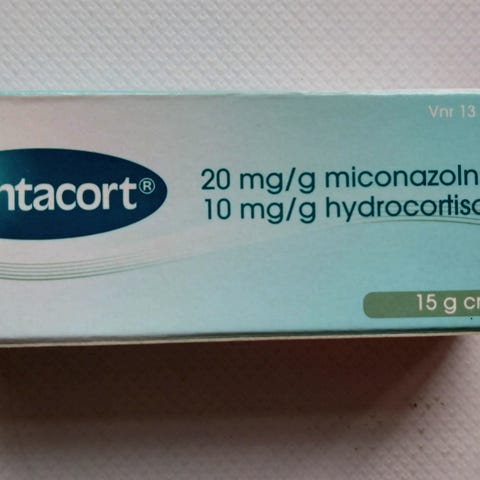 Vnr 13
ntacort®
20 mg/g miconazoln
10 mg/g hydrocortiso
15 g cr